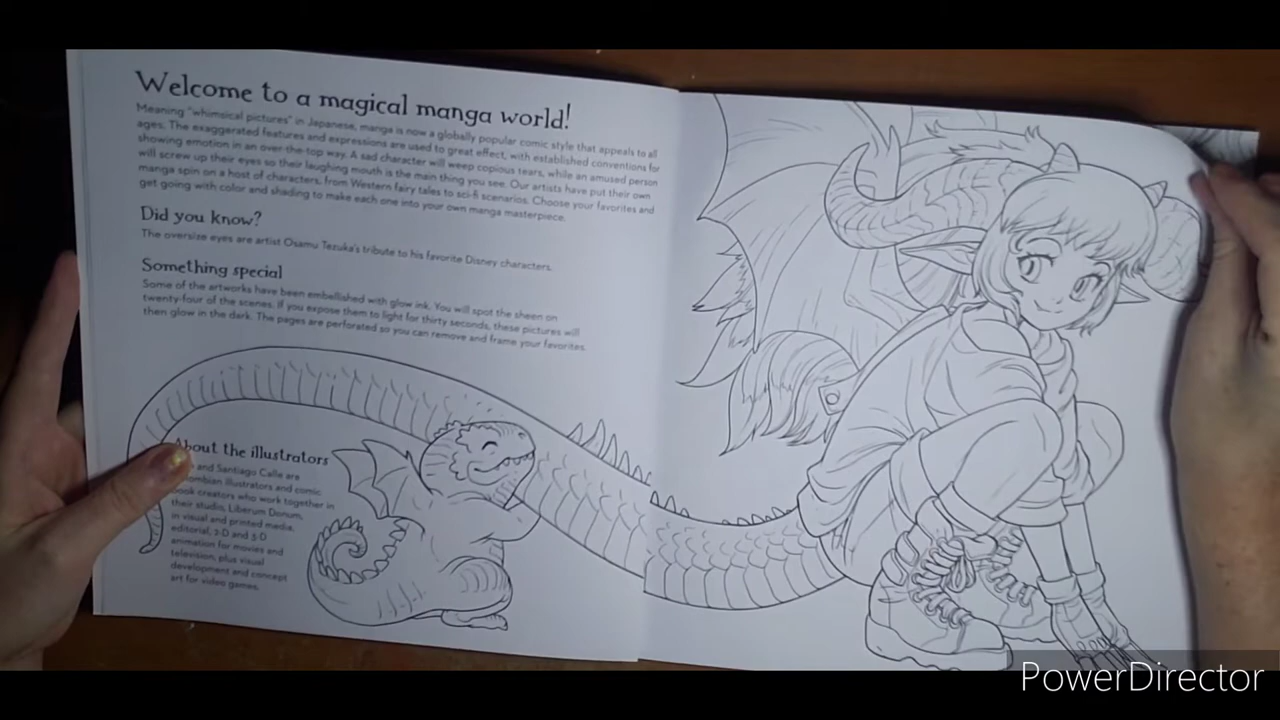 Welcome to a magical manga world!
Meaning "whimsical pictures" in Japanese, manga is now a globally popular comic style that appeals to all
ages. The exaggerated features and expressions are used to great effect, with established conventions for
showing emotion in an over-the-top way. A sad character will weep copious tears, while an amused person
will screw up their eyes so their laughing mouth is the main thing you see. Our artists have put their own
manga spin on a host of characters, from Western fairy tales to sci-fi scenarios. Choose your favorites and
get going with color and shading to make each one into your own manga masterpiece.
Did you know?
The oversize eyes are artist Osamu Tezuka's tribute to his favorite Disney characters.
Something special
Some of the artworks have been embellished with glow ink. You will spot the sheen on
twenty-four of the scenes. If you expose them to light for thirty seconds, these pictures will
then glow in the dark. The pages are perforated so you can remove and frame your favorites.
About the illustrators
and Santiago Calle are
illustrators and comic
book creators who work together in
their studio, Liberum Donum,
in visual and printed media,
editorial, 2-D and 3-D
animation for movies and
television, plus visual
development and concept
art for video games.
PowerDirector